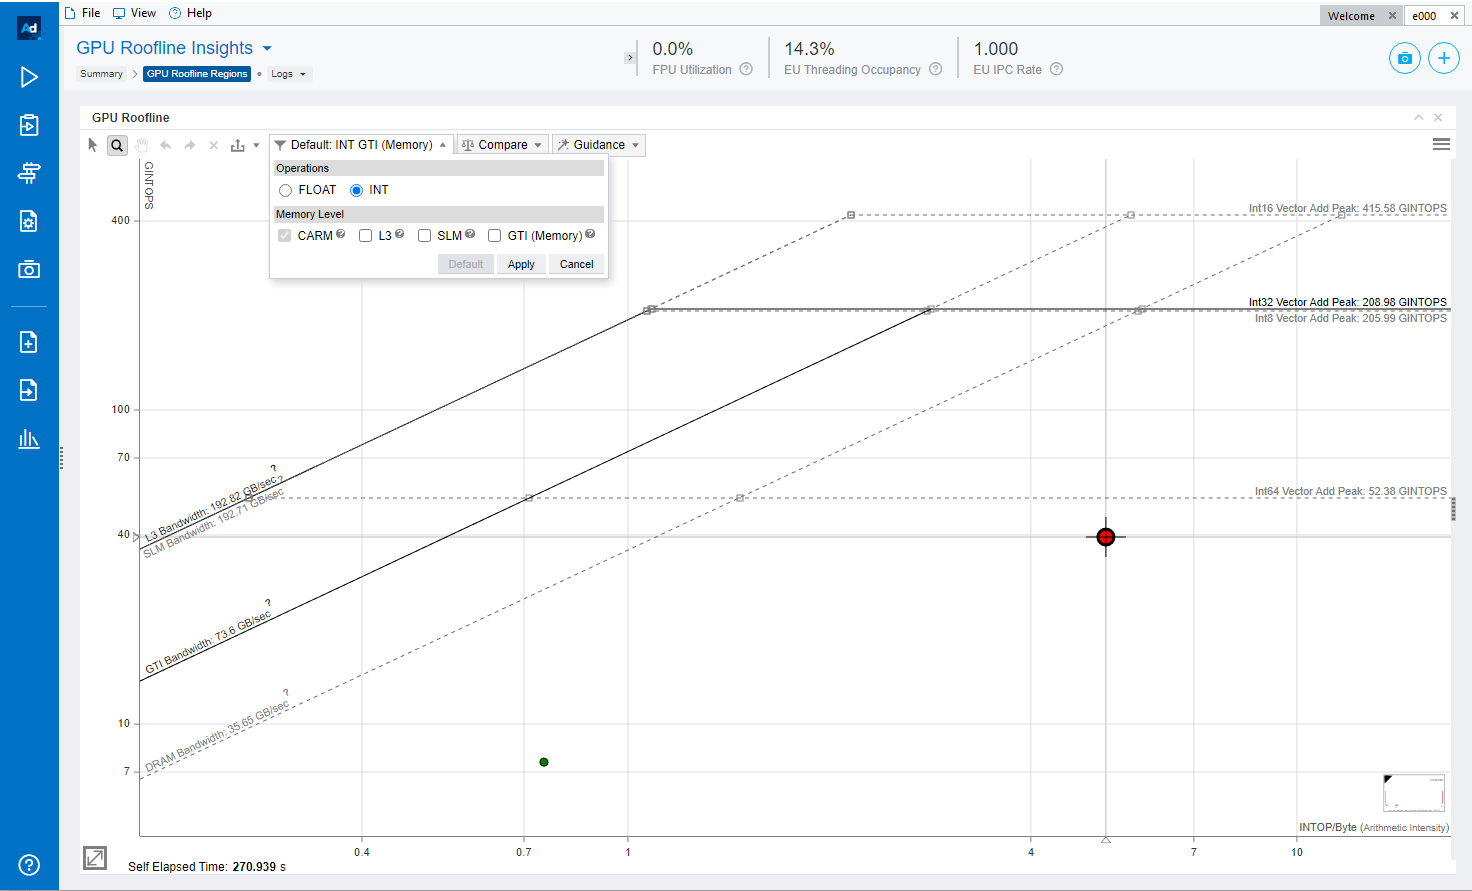 Ad
File
View
Help
Welcome
e000
GPU Roofline Insights
Summary
GPU Roofline Regions
Logs
0.0%
FPU Utilization
14.3%
EU Threading Occupancy
1.000
EU IPC Rate
GPU Roofline
Default: INT GTI (Memory)
Compare
Guidance
Operations
FLOAT
INT
Memory Level
CARM
L3
SLM
GTI (Memory)
Default
Apply
Cancel
GINTOPS
400
100
70
40
10
7
Int16 Vector Add Peak: 415.58 GINTOPS
Int32 Vector Add Peak: 208.98 GINTOPS
Int8 Vector Add Peak: 205.99 GINTOPS
Int64 Vector Add Peak: 52.38 GINTOPS
L3 Bandwidth: 192.82 GB/sec ?
SLM Bandwidth: 192.71 GB/sec ?
GTI Bandwidth: 73.6 GB/sec ?
DRAM Bandwidth: 35.65 GB/sec ?
INTOP/Byte (Arithmetic Intensity)
0.4
0.7
1
4
7
10
Self Elapsed Time: 270.939 s